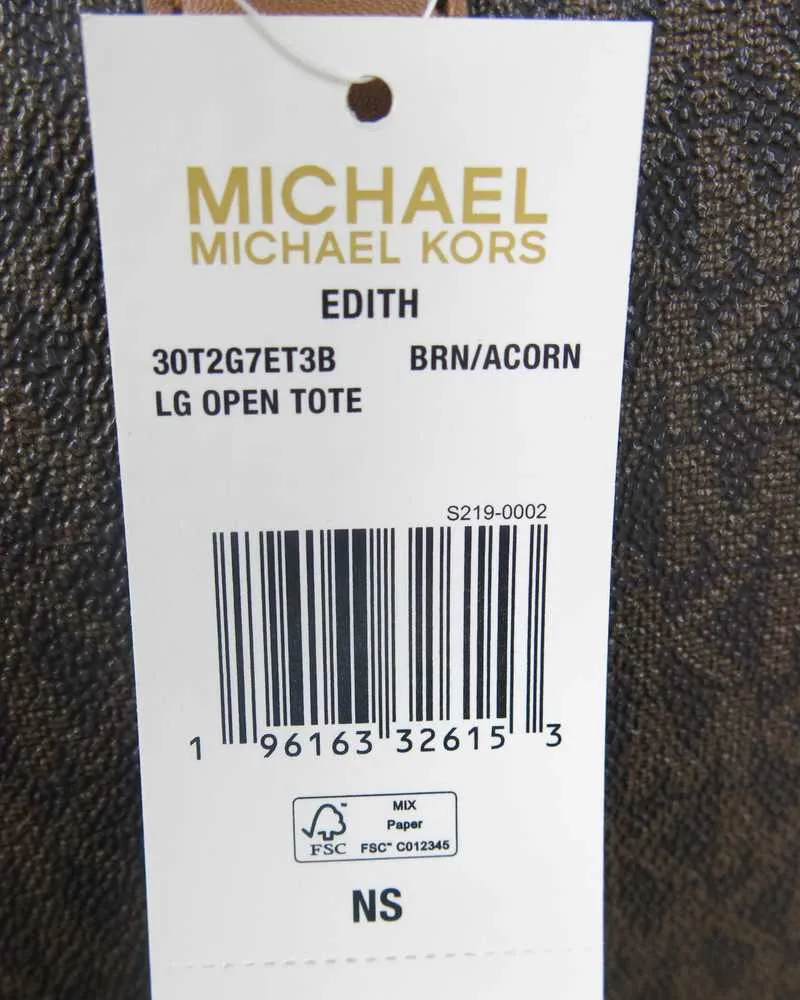 MICHAEL
MICHAEL KORS
EDITH
30T2G7ET3B BRN/ACORN
LG OPEN TOTE
S219-0002
1 96163 32615 3
MIX
Paper
FSC™ C012345
FSC
NS